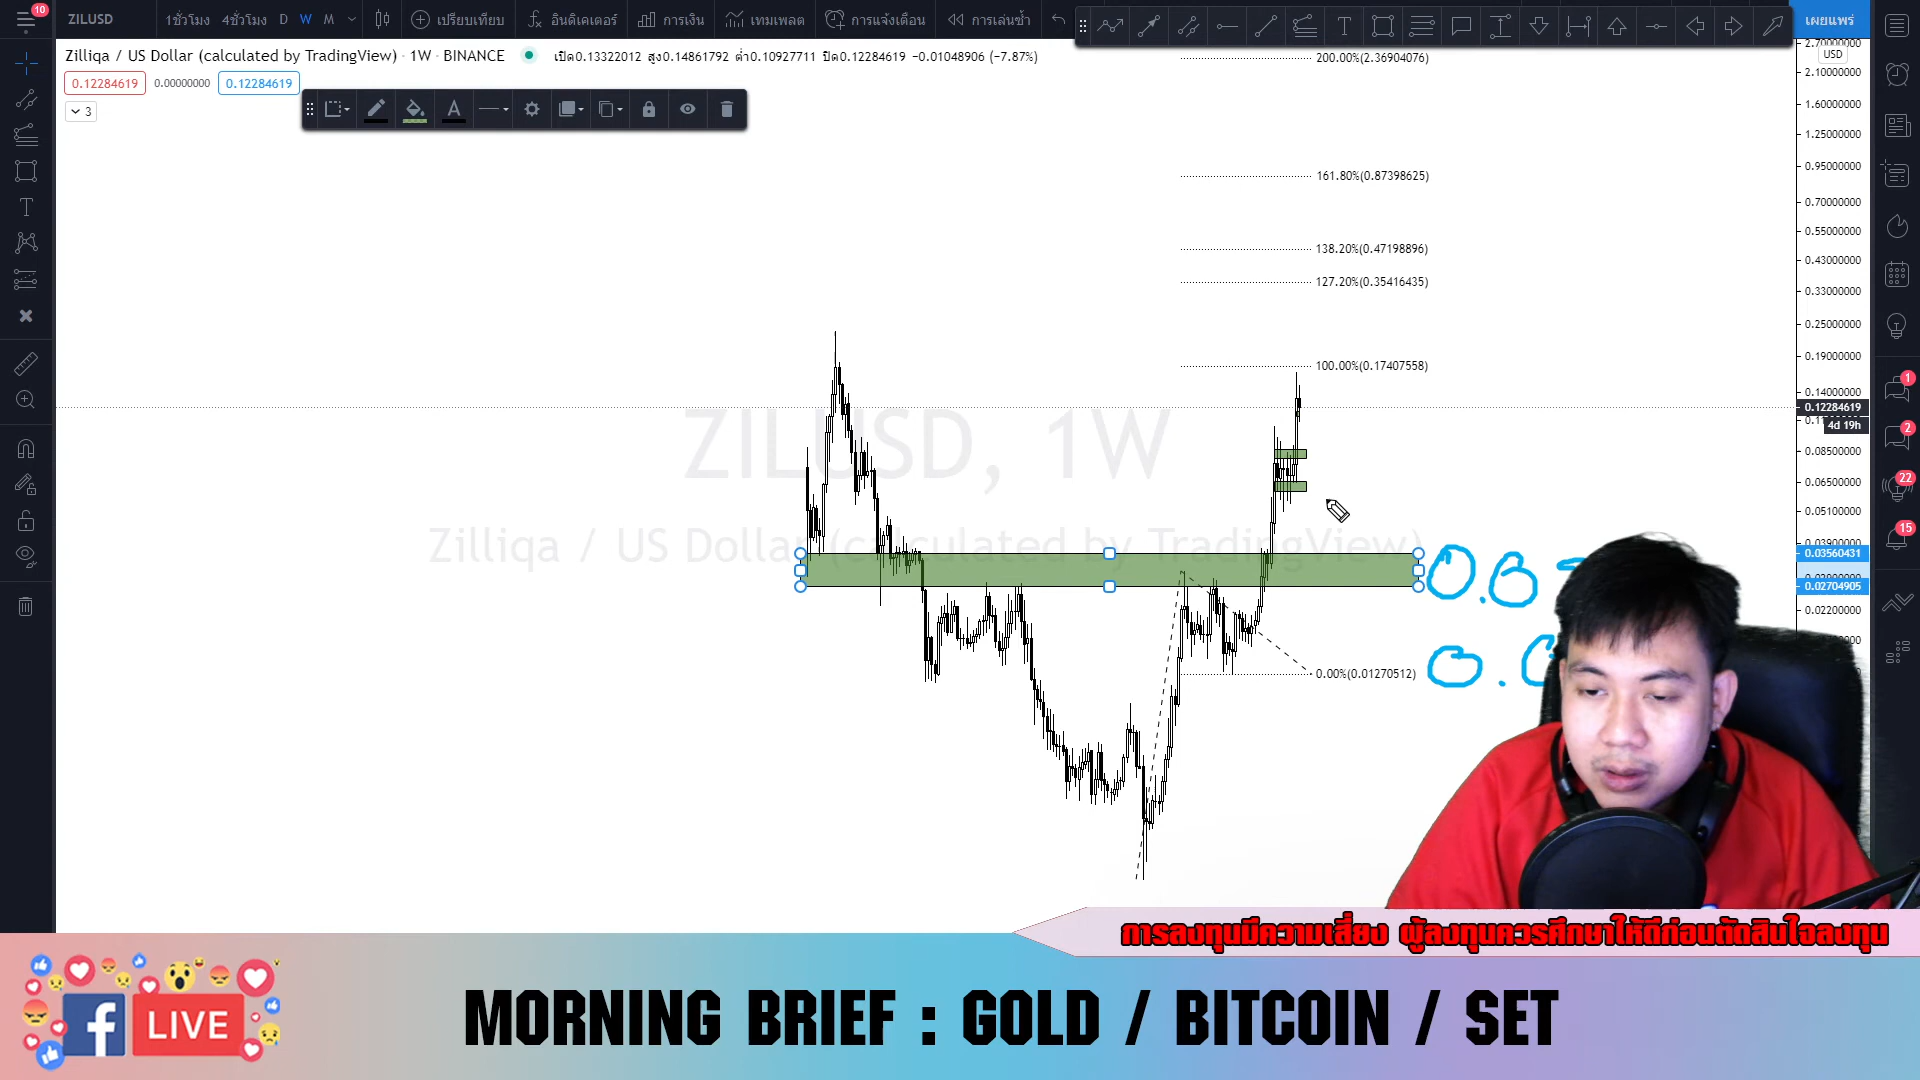 10
ZILUSD
1ชั่วโมง 4ชั่วโมง D W M
เปรียบเทียบ
อินดิเคเตอร์
การเงิน
เทมเพลต
การแจ้งเตือน
การเล่นซ้ำ
เผยแพร่
Zilliqa / US Dollar (calculated by TradingView) · 1W · BINANCE
เปิด0.13322012 สูง0.14861792 ต่ำ0.10927711 ปิด0.12284619 −0.01048906 (−7.87%)
0.12284619 0.00000000 0.12284619
3
200.00%(2.36904076)
161.80%(0.87398625)
138.20%(0.47198896)
127.20%(0.35416435)
100.00%(0.17407558)
0.00%(0.01270512)
ZILUSD, 1W
Zilliqa / US Dollar (calculated by TradingView)
2.70000000
USD
2.10000000
1.60000000
1.25000000
0.95000000
0.70000000
0.55000000
0.43000000
0.33000000
0.25000000
0.19000000
0.14000000
0.12284619
4d 19h
0.08500000
0.06500000
0.05100000
0.03900000
0.03560431
0.02704905
0.02200000
1
2
22
15
การลงทุนมีความเสี่ยง ผู้ลงทุนควรศึกษาให้ดีก่อนตัดสินใจลงทุน
f LIVE
MORNING BRIEF : GOLD / BITCOIN / SET